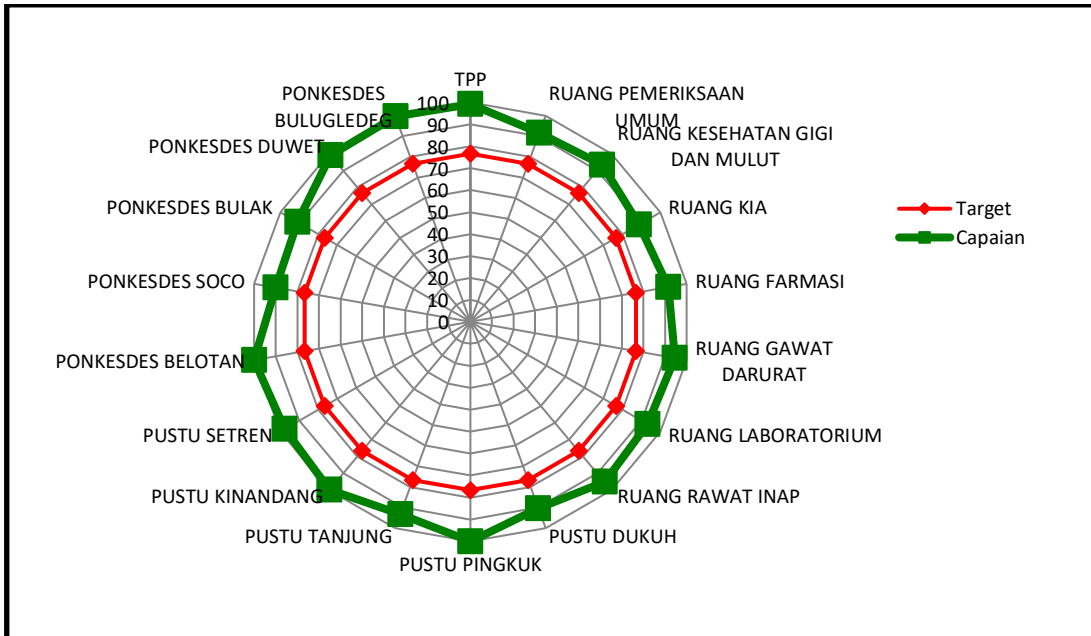 TPP
RUANG PEMERIKSAAN
UMUM
RUANG KESEHATAN GIGI
DAN MULUT
RUANG KIA
RUANG FARMASI
RUANG GAWAT
DARURAT
RUANG LABORATORIUM
RUANG RAWAT INAP
PUSTU DUKUH
PUSTU PINGKUK
PUSTU TANJUNG
PUSTU KINANDANG
PUSTU SETREN
PONKESDES BELOTAN
PONKESDES SOCO
PONKESDES BULAK
PONKESDES DUWET
PONKESDES
BULUGLEDEG
100
90
80
70
60
50
40
30
20
10
0
Target
Capaian